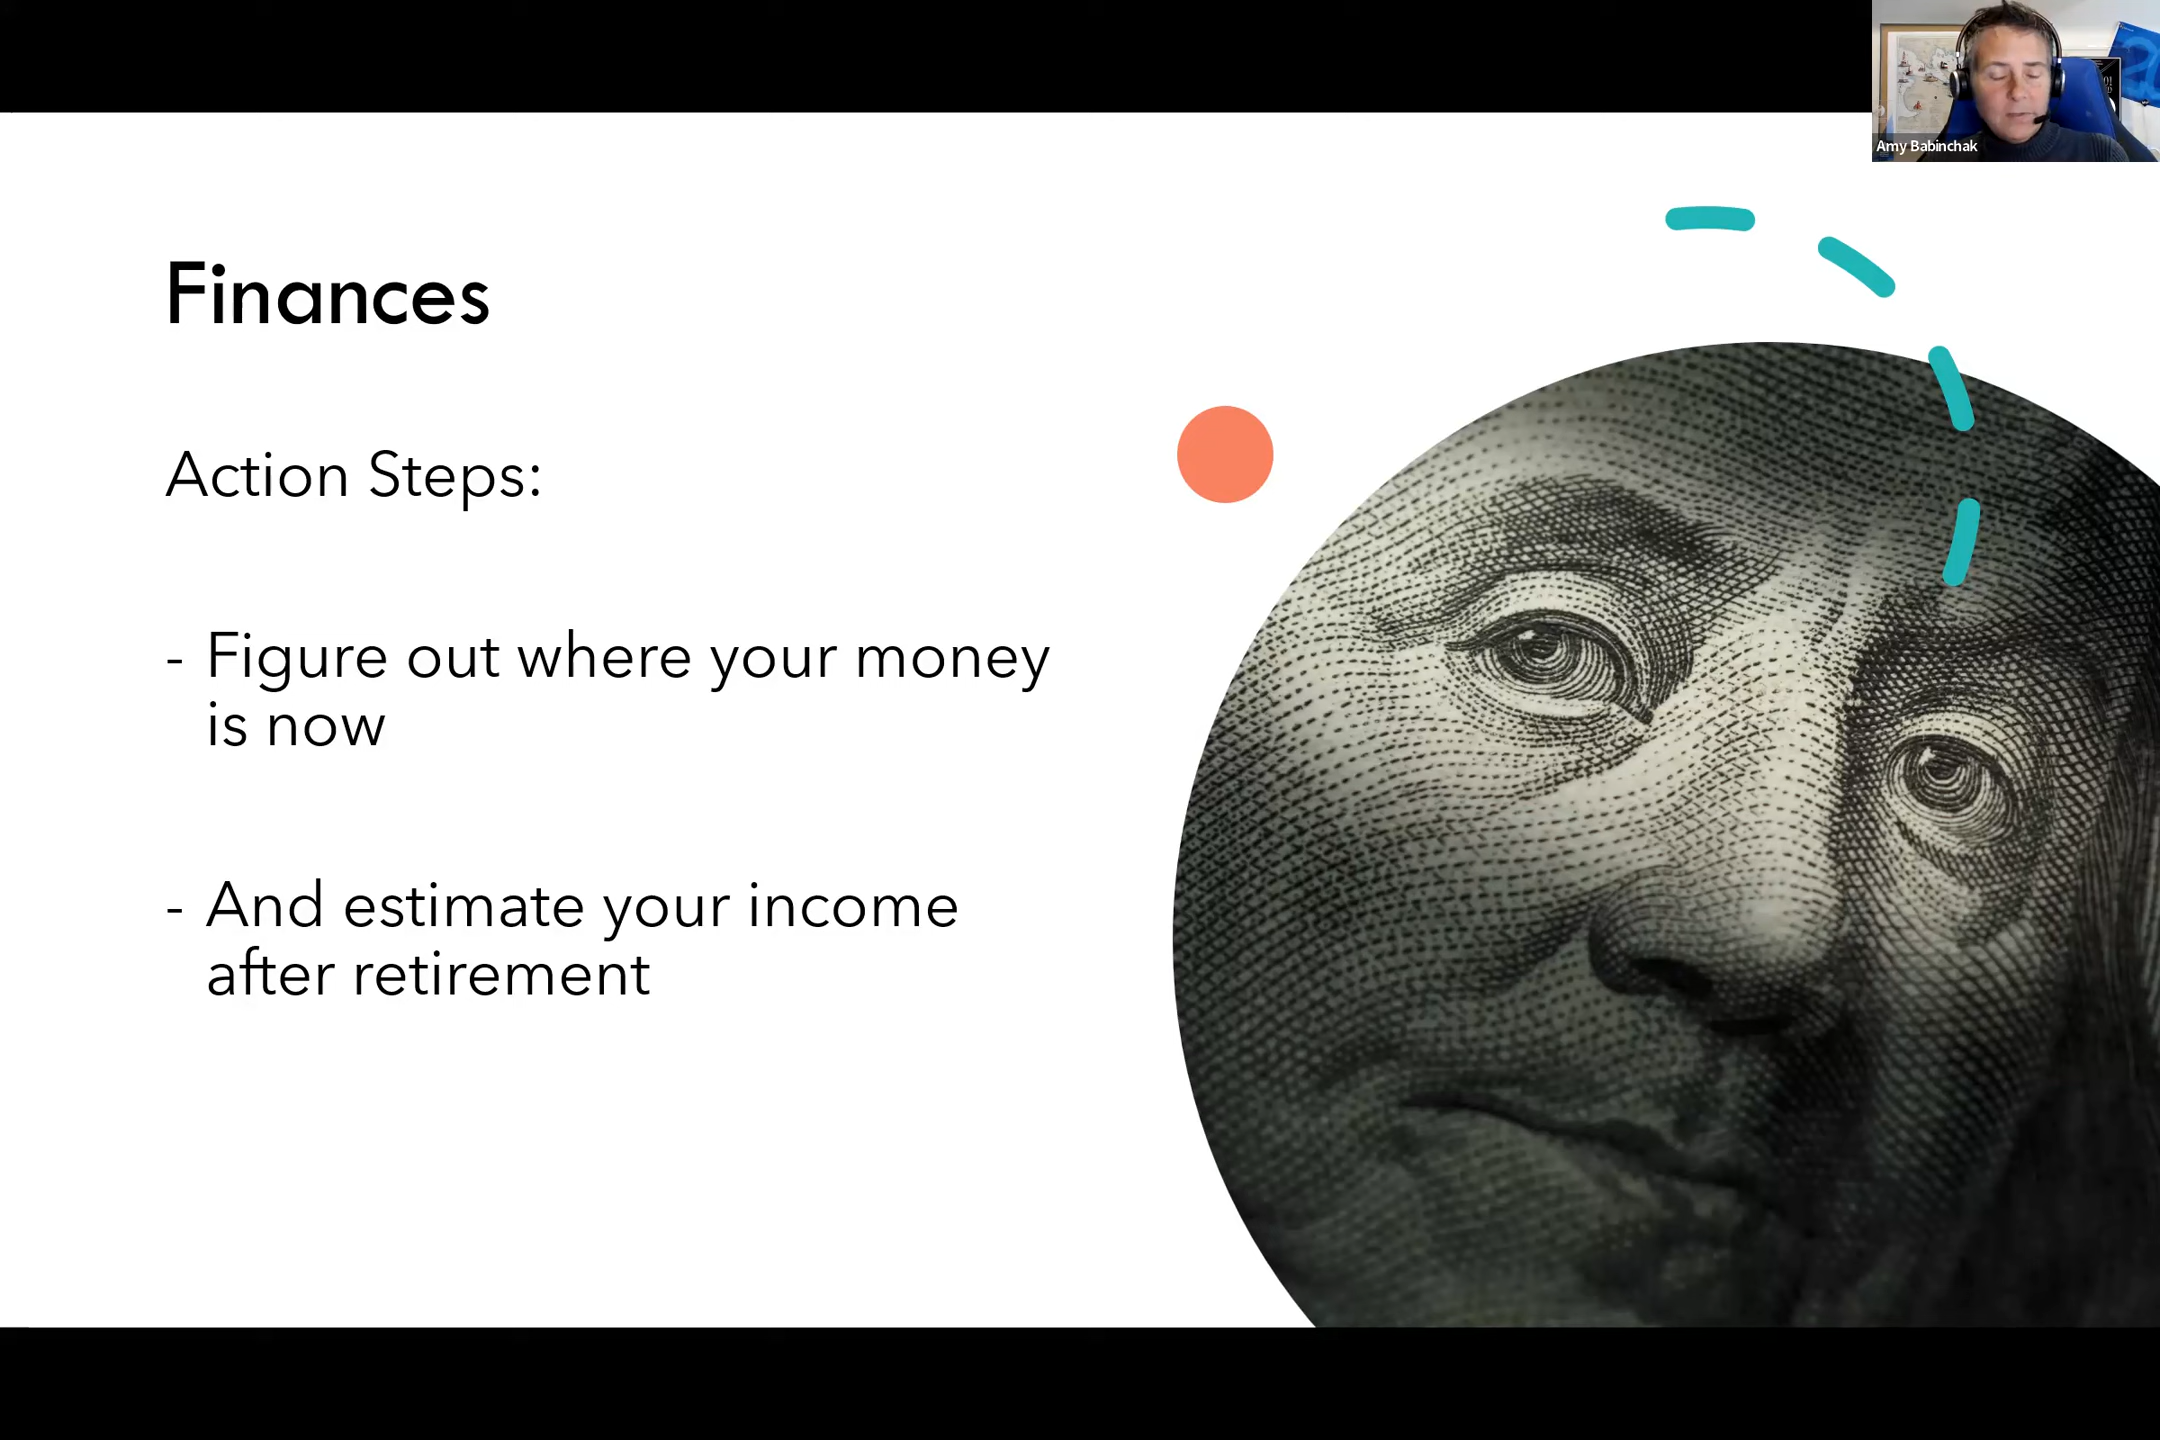 Amy Babinchak
Finances
Action Steps:
- Figure out where your money
is now
- And estimate your income
after retirement